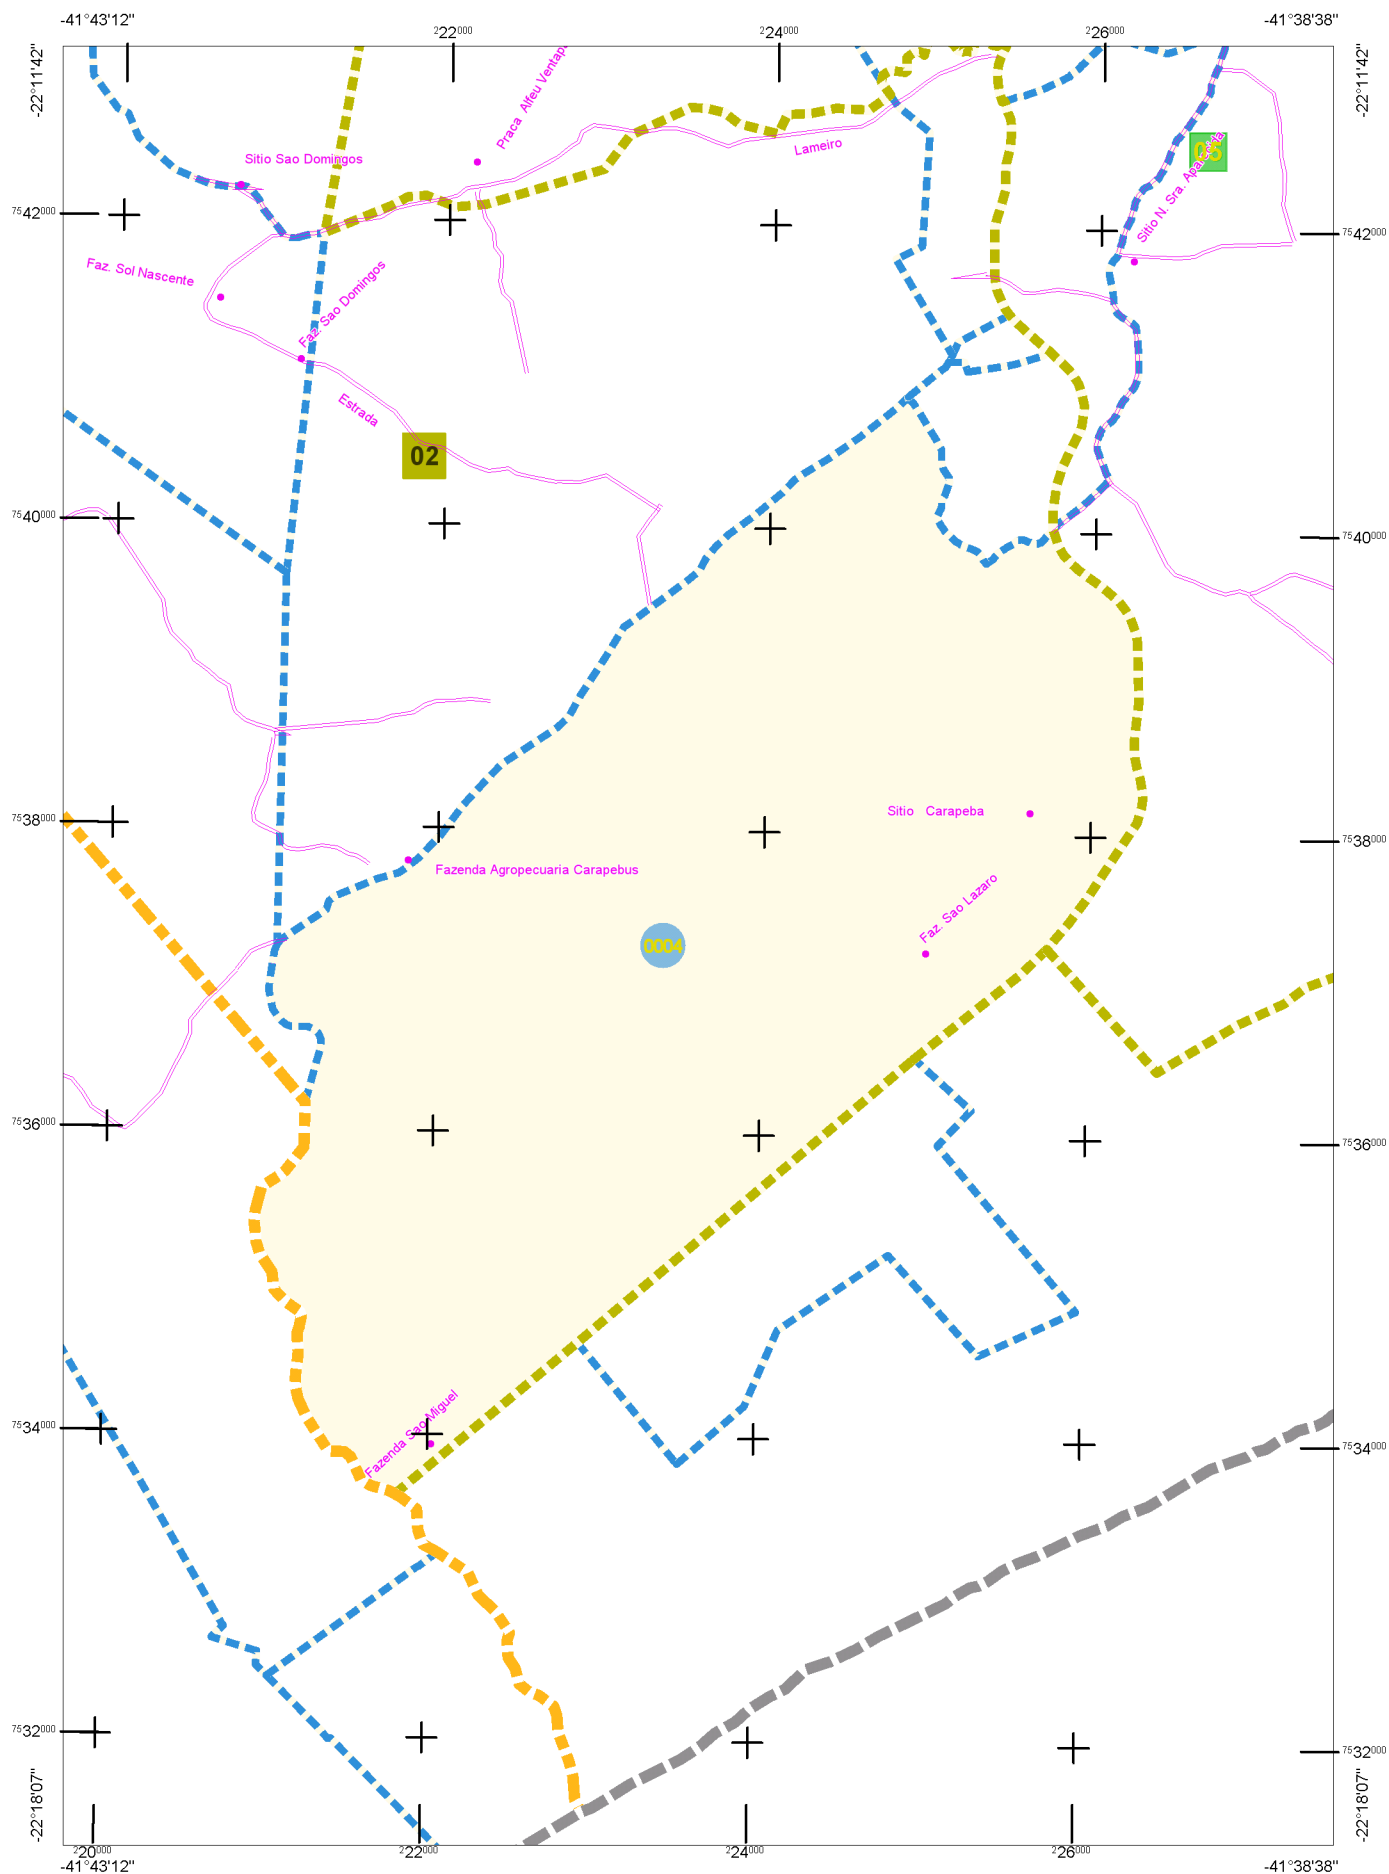 -41°43'12"
-41°38'38"
222000
224000
226000
-22°11'42"
-22°11'42"
Praca Alfeu Ventapa
Sitio Sao Domingos
Lameiro
05
Sitio N. Sra. Aparecida
7542000
7542000
Faz. Sol Nascente
Faz. Sao Domingos
Estrada
02
7540000
7540000
Sitio Carapeba
7538000
7538000
Fazenda Agropecuaria Carapebus
Faz. Sao Lazaro
0004
7536000
7536000
Fazenda Sao Miguel
7534000
7534000
7532000
7532000
-22°18'07"
-22°18'07"
220000
222000
224000
226000
-41°43'12"
-41°38'38"